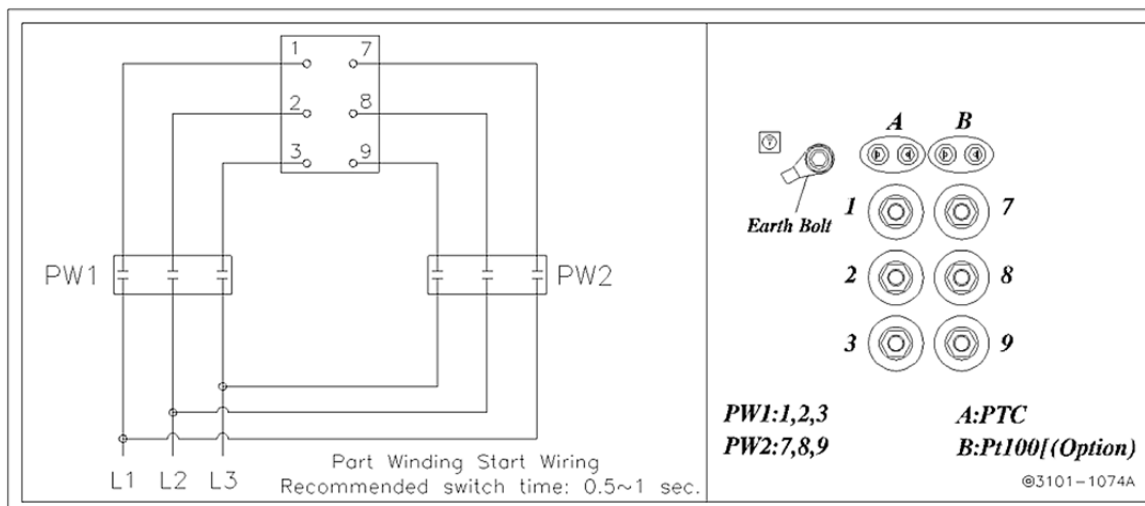 1 7
2 8
3 9
PW1 PW2
L1 L2 L3
Part Winding Start Wiring
Recommended switch time: 0.5~1 sec.
A B
Earth Bolt
1 7
2 8
3 9
PW1:1,2,3 A:PTC
PW2:7,8,9 B:Pt100[(Option)
@3101-1074A